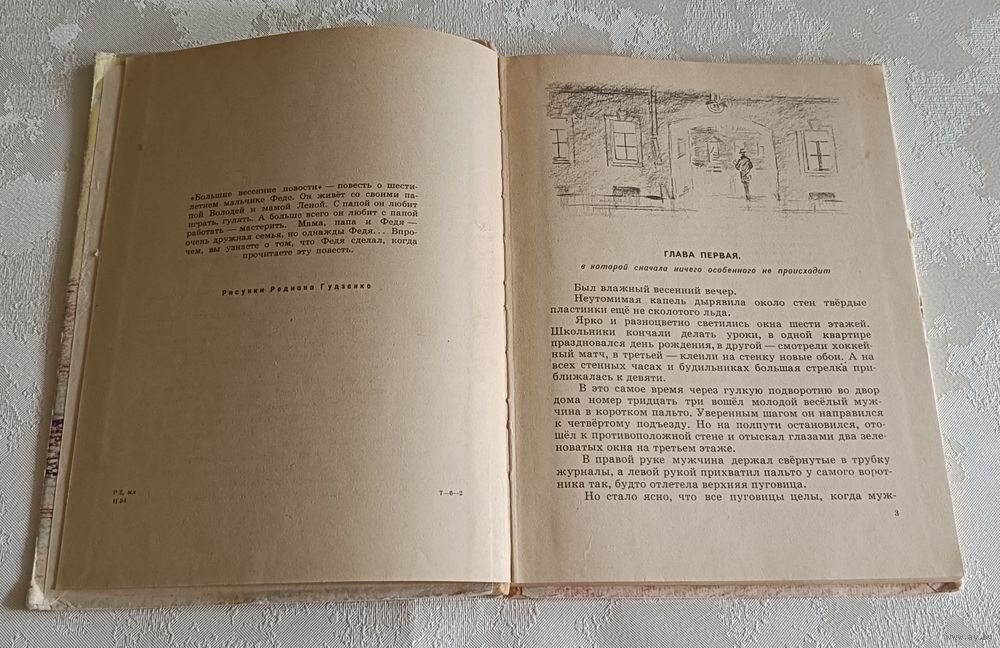 «Большие весенние повости» — повесть о шести-
летнем мальчике Феде. Он живёт со своими па-
пой Володей и мамой Леной. С папой он любит
играть, гулять. А больше всего он любит с папой
работать — мастерить. Мама, папа и Федя —
очень дружная семья, но однажды Федя... Впро-
чем, вы узнаете о том, что Федя сделал, когда
прочитаете эту повесть.
Рисунки Родиона Гудзенко
Р2, мл
Н 54
7—6—2
ГЛАВА ПЕРВАЯ,
в которой сначала ничего особенного не происходит
Был влажный весенний вечер.
Неутомимая капель дырявила около стен твёрдые
пластинки ещё не сколотого льда.
Ярко и разноцветно светились окна шести этажей.
Школьники кончали делать уроки, в одной квартире
праздновался день рождения, в другой — смотрели хоккей-
ный матч, в третьей — клеили на стенку новые обои. А на
всех стенных часах и будильниках большая стрелка при-
ближалась к девяти.
В это самое время через гулкую подворотню во двор
дома номер тридцать три вошёл молодой весёлый муж-
чина в коротком пальто. Уверенным шагом он направился
к четвёртому подъезду. Но на полпути остановился, ото-
шёл к противоположной стене и отыскал глазами два зеле-
новатых окна на третьем этаже.
В правой руке мужчина держал свёрнутые в трубку
журналы, а левой рукой прихватил пальто у самого ворот-
ника так, будто отлетела верхняя пуговица.
Но стало ясно, что все пуговицы целы, когда муж-
3